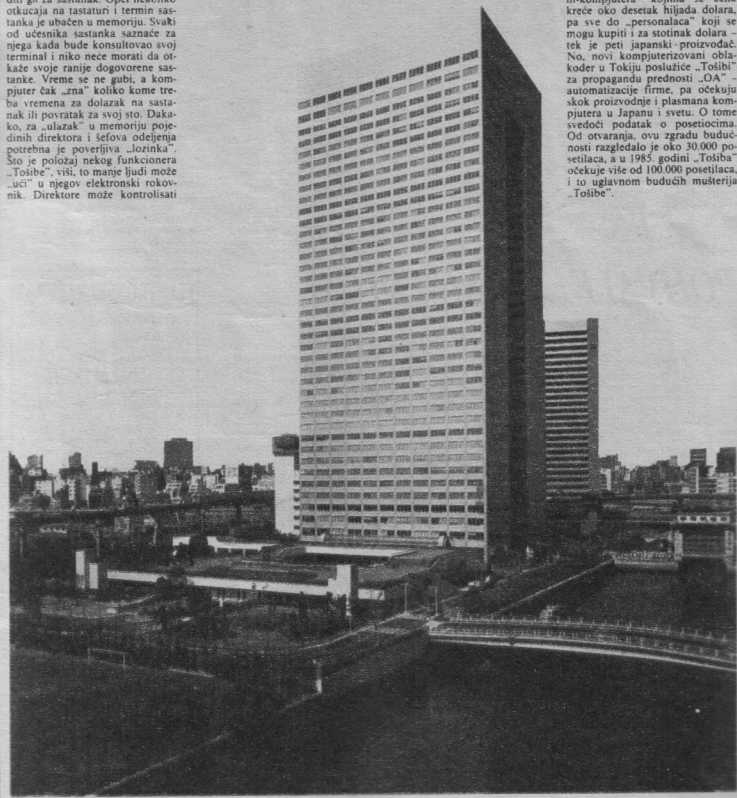 otkucaja na tastaturi i termin sas-
tanka je ubačen u memoriju. Svaki
od učesnika sastanka saznaće za
njega kada bude konsultovao svoj
terminal i niko neće morati da ot-
kaže svoje ranije dogovorene sas-
tanke. Vreme se ne gubi, a kom-
pjuter čak „zna” koliko kome tre-
ba vremena za dolazak na sasta-
nak ili povratak za svoj sto. Daka-
ko, za „ulazak” u memoriju poje-
dinih direktora i šefova odeljenja
potrebna je poverljiva „lozinka”.
Što je položaj nekog funkcionera
„Tošibe”, viši, to manje ljudi može
„ući” u njegov elektronski rokov-
nik. Direktore može kontrolisati
kreće oko desetak hiljada dolara,
pa sve do „personalaca” koji se
mogu kupiti i za stotinak dolara –
tek je peti japanski proizvođač.
No, novi kompjuterizovani obla-
koder u Tokiju poslužiće „Tošibi”
za propagandu prednosti „OA” –
automatizacije firme, pa očekuju
skok proizvodnje i plasmana kom-
pjutera u Japanu i svetu. O tome
svedoči podatak o posetiocima.
Od otvaranja, ovu zgradu buduć-
nosti razgledalo je oko 30.000 po-
setilaca, a u 1985. godini „Tošiba”
očekuje više od 100.000 posetilaca,
i to uglavnom budućih mušterija
„Tošibe”.